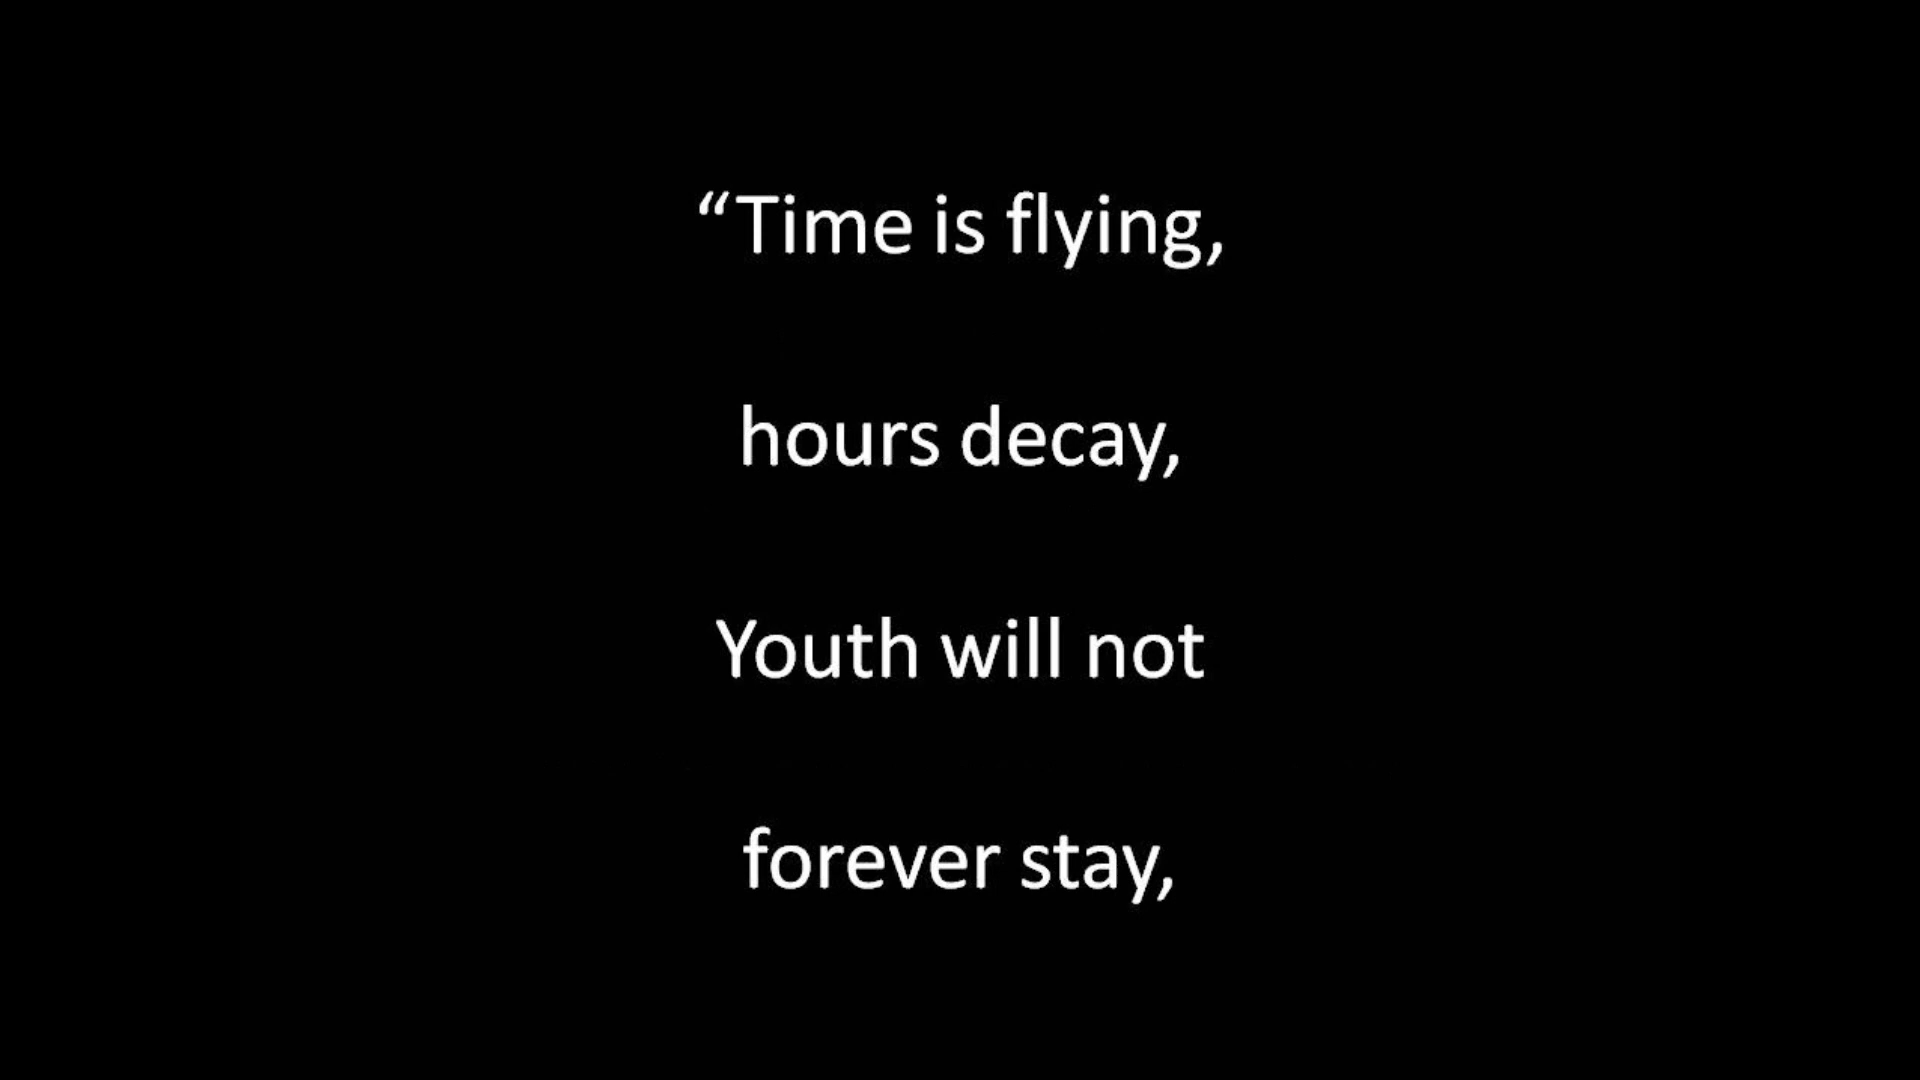 “Time is flying,
hours decay,
Youth will not
forever stay,